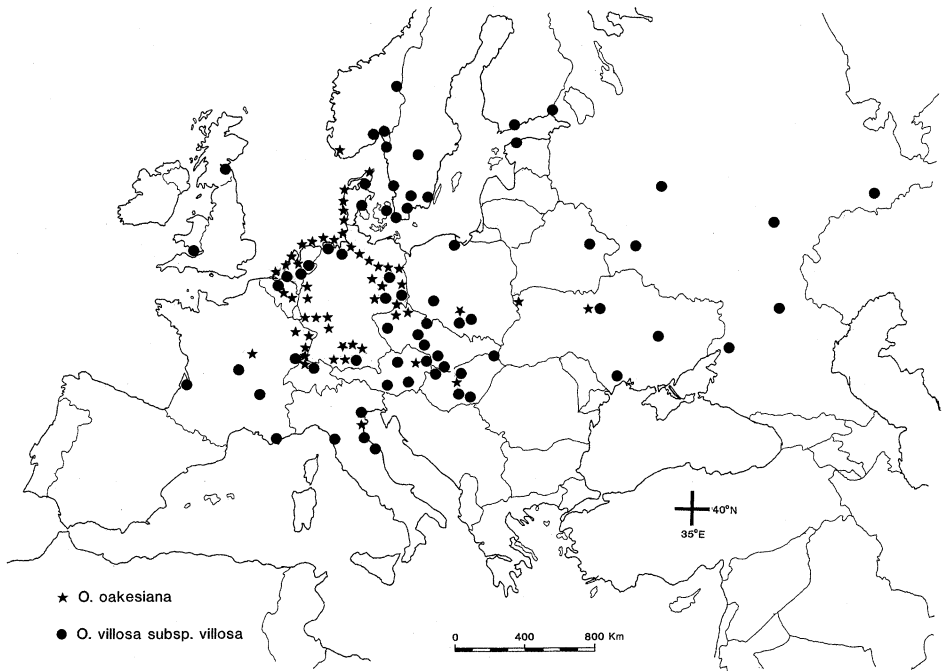 40°N
35°E
★ O. oakesiana
● O. villosa subsp. villosa
0 400 800 Km